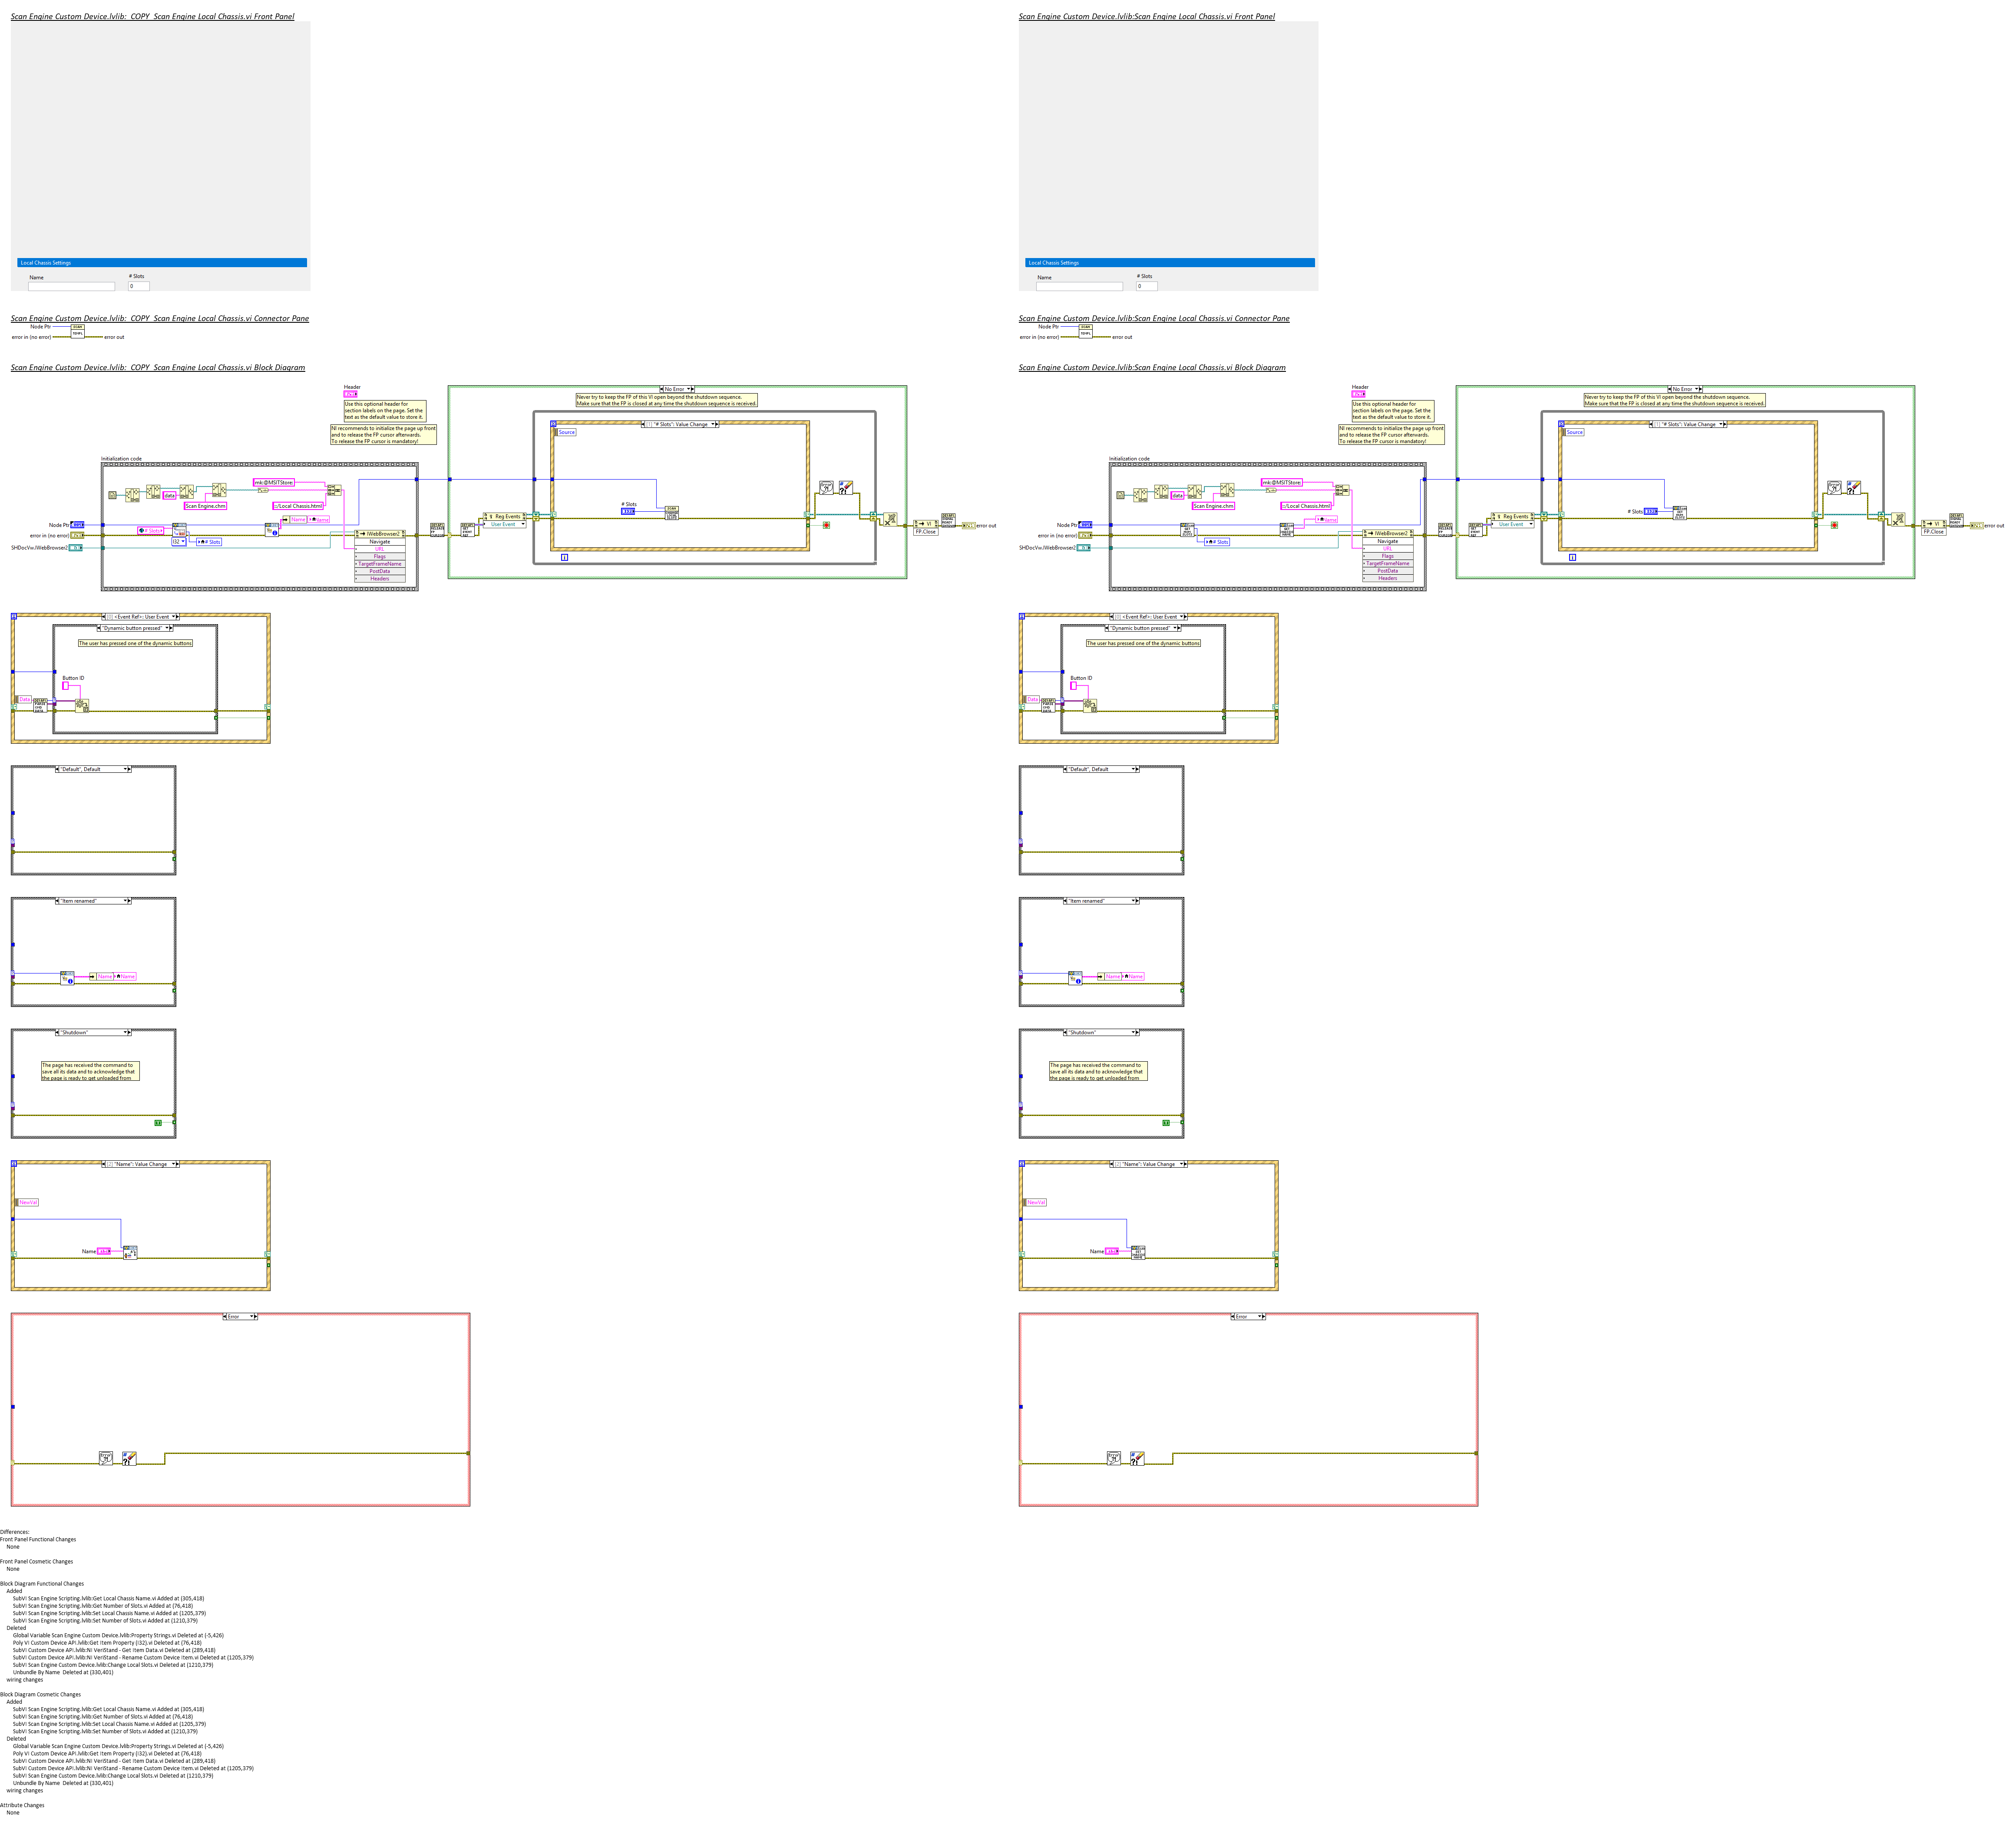 Scan Engine Custom Device.lvlib:_COPY_Scan Engine Local Chassis.vi Front Panel
Local Chassis Settings
Name
# Slots
0
Scan Engine Custom Device.lvlib:_COPY_Scan Engine Local Chassis.vi Connector Pane
Node Ptr
error in (no error)
error out
Scan Engine Custom Device.lvlib:_COPY_Scan Engine Local Chassis.vi Block Diagram
Header
Use this optional header for
section labels on the page. Set the
text as the default value to store it.
NI recommends to initialize the page up front
and to release the FP cursor afterwards.
To release the FP cursor is mandatory!
No Error
Never try to keep the FP of this VI open beyond the shutdown sequence.
Make sure that the FP is closed at any time the shutdown sequence is received.
[1] "# Slots": Value Change
Source
Initialization code
mk:@MSITStore:
data
Scan Engine.chm
::/Local Chassis.html
Node Ptr
error in (no error)
SHDocVw.IWebBrowser2
# Slots
I32
# Slots
Name
Name
IWebBrowser2
Navigate
URL
Flags
TargetFrameName
PostData
Headers
Reg Events
User Event
# Slots
VI
FP.Close
error out
[0] <Event Ref>: User Event
"Dynamic button pressed"
The user has pressed one of the dynamic buttons
Button ID
Data
"Default", Default
"Item renamed"
Name
Name
"Shutdown"
The page has received the command to
save all its data and to acknowledge that
the page is ready to get unloaded from
[2] "Name": Value Change
NewVal
Name
Error
Differences:
Front Panel Functional Changes
None
Front Panel Cosmetic Changes
None
Block Diagram Functional Changes
Added
SubVI Scan Engine Scripting.lvlib:Get Local Chassis Name.vi Added at (305,418)
SubVI Scan Engine Scripting.lvlib:Get Number of Slots.vi Added at (76,418)
SubVI Scan Engine Scripting.lvlib:Set Local Chassis Name.vi Added at (1205,379)
SubVI Scan Engine Scripting.lvlib:Set Number of Slots.vi Added at (1210,379)
Deleted
Global Variable Scan Engine Custom Device.lvlib:Property Strings.vi Deleted at (-5,426)
Poly VI Custom Device API.lvlib:Get Item Property (I32).vi Deleted at (76,418)
SubVI Custom Device API.lvlib:NI VeriStand - Get Item Data.vi Deleted at (289,418)
SubVI Custom Device API.lvlib:NI VeriStand - Rename Custom Device Item.vi Deleted at (1205,379)
SubVI Scan Engine Custom Device.lvlib:Change Local Slots.vi Deleted at (1210,379)
Unbundle By Name  Deleted at (330,401)
wiring changes
Block Diagram Cosmetic Changes
Added
SubVI Scan Engine Scripting.lvlib:Get Local Chassis Name.vi Added at (305,418)
SubVI Scan Engine Scripting.lvlib:Get Number of Slots.vi Added at (76,418)
SubVI Scan Engine Scripting.lvlib:Set Local Chassis Name.vi Added at (1205,379)
SubVI Scan Engine Scripting.lvlib:Set Number of Slots.vi Added at (1210,379)
Deleted
Global Variable Scan Engine Custom Device.lvlib:Property Strings.vi Deleted at (-5,426)
Poly VI Custom Device API.lvlib:Get Item Property (I32).vi Deleted at (76,418)
SubVI Custom Device API.lvlib:NI VeriStand - Get Item Data.vi Deleted at (289,418)
SubVI Custom Device API.lvlib:NI VeriStand - Rename Custom Device Item.vi Deleted at (1205,379)
SubVI Scan Engine Custom Device.lvlib:Change Local Slots.vi Deleted at (1210,379)
Unbundle By Name  Deleted at (330,401)
wiring changes
Attribute Changes
None
Scan Engine Custom Device.lvlib:Scan Engine Local Chassis.vi Front Panel
Local Chassis Settings
Name
# Slots
0
Scan Engine Custom Device.lvlib:Scan Engine Local Chassis.vi Connector Pane
Node Ptr
error in (no error)
error out
Scan Engine Custom Device.lvlib:Scan Engine Local Chassis.vi Block Diagram
Header
Use this optional header for
section labels on the page. Set the
text as the default value to store it.
NI recommends to initialize the page up front
and to release the FP cursor afterwards.
To release the FP cursor is mandatory!
No Error
Never try to keep the FP of this VI open beyond the shutdown sequence.
Make sure that the FP is closed at any time the shutdown sequence is received.
[1] "# Slots": Value Change
Source
Initialization code
mk:@MSITStore:
data
Scan Engine.chm
::/Local Chassis.html
Node Ptr
error in (no error)
SHDocVw.IWebBrowser2
# Slots
Name
IWebBrowser2
Navigate
URL
Flags
TargetFrameName
PostData
Headers
Reg Events
User Event
# Slots
VI
FP.Close
error out
[0] <Event Ref>: User Event
"Dynamic button pressed"
The user has pressed one of the dynamic buttons
Button ID
Data
"Default", Default
"Item renamed"
Name
Name
"Shutdown"
The page has received the command to
save all its data and to acknowledge that
the page is ready to get unloaded from
[2] "Name": Value Change
NewVal
Name
Error